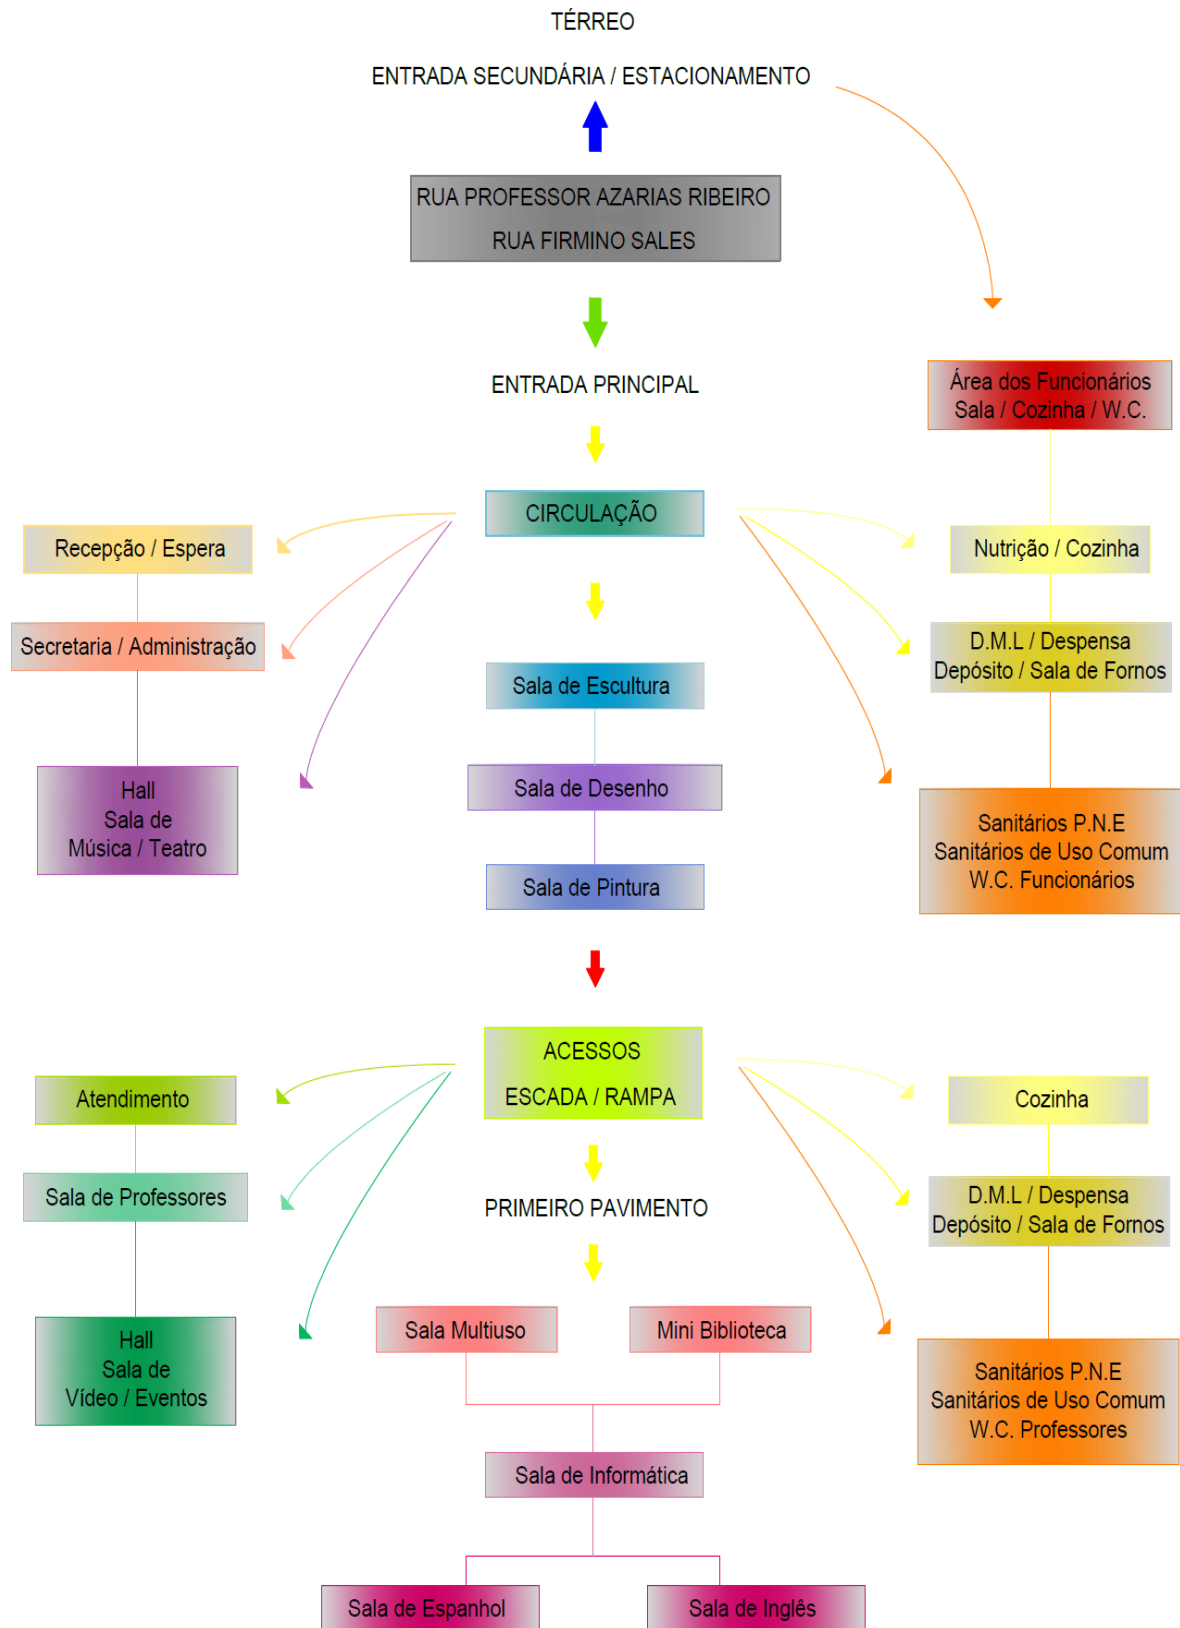 TÉRREO
ENTRADA SECUNDÁRIA / ESTACIONAMENTO
RUA PROFESSOR AZARIAS RIBEIRO
RUA FIRMINO SALES
ENTRADA PRINCIPAL
Área dos Funcionários
Sala / Cozinha / W.C.
CIRCULAÇÃO
Recepção / Espera
Secretaria / Administração
Hall
Sala de
Música / Teatro
Sala de Escultura
Sala de Desenho
Sala de Pintura
Nutrição / Cozinha
D.M.L / Despensa
Depósito / Sala de Fornos
Sanitários P.N.E
Sanitários de Uso Comum
W.C. Funcionários
ACESSOS
ESCADA / RAMPA
Atendimento
Sala de Professores
Hall
Sala de
Vídeo / Eventos
PRIMEIRO PAVIMENTO
Cozinha
D.M.L / Despensa
Depósito / Sala de Fornos
Sanitários P.N.E
Sanitários de Uso Comum
W.C. Professores
Sala Multiuso
Mini Biblioteca
Sala de Informática
Sala de Espanhol
Sala de Inglês